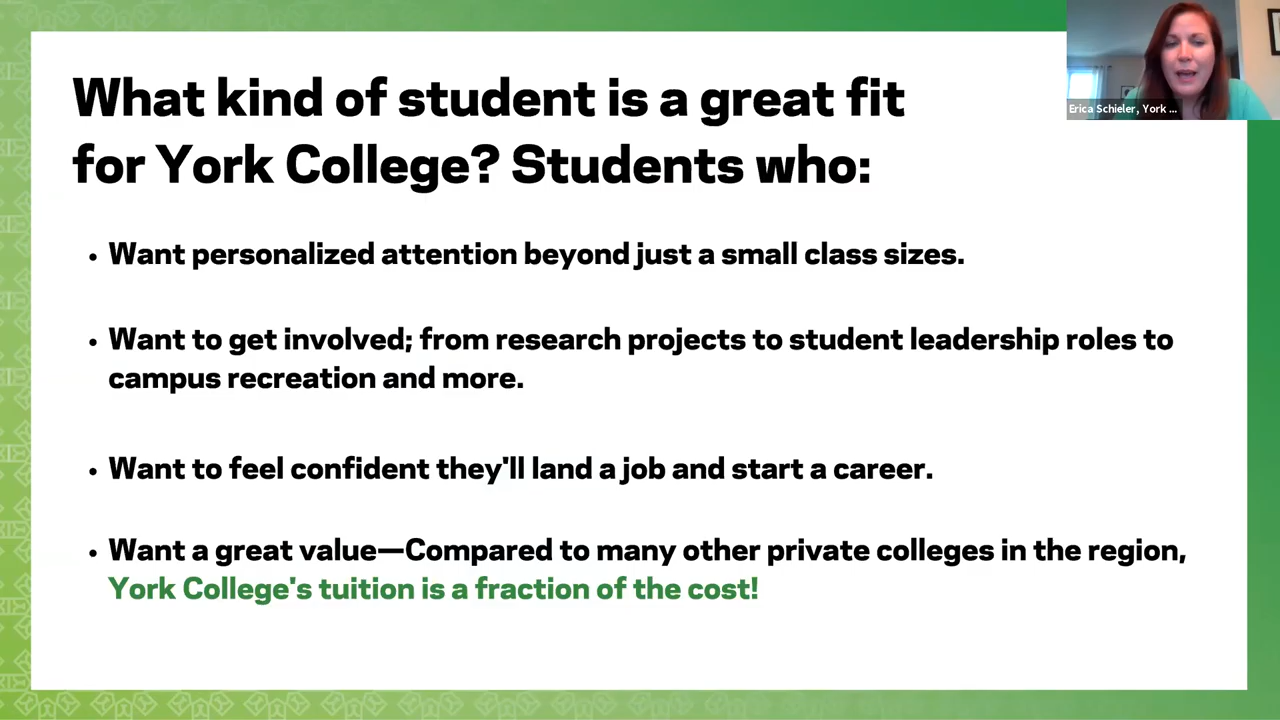 What kind of student is a great fit
for York College? Students who:
Erica Schieler, York ...
• Want personalized attention beyond just a small class sizes.
• Want to get involved; from research projects to student leadership roles to
campus recreation and more.
• Want to feel confident they'll land a job and start a career.
• Want a great value—Compared to many other private colleges in the region,
York College's tuition is a fraction of the cost!